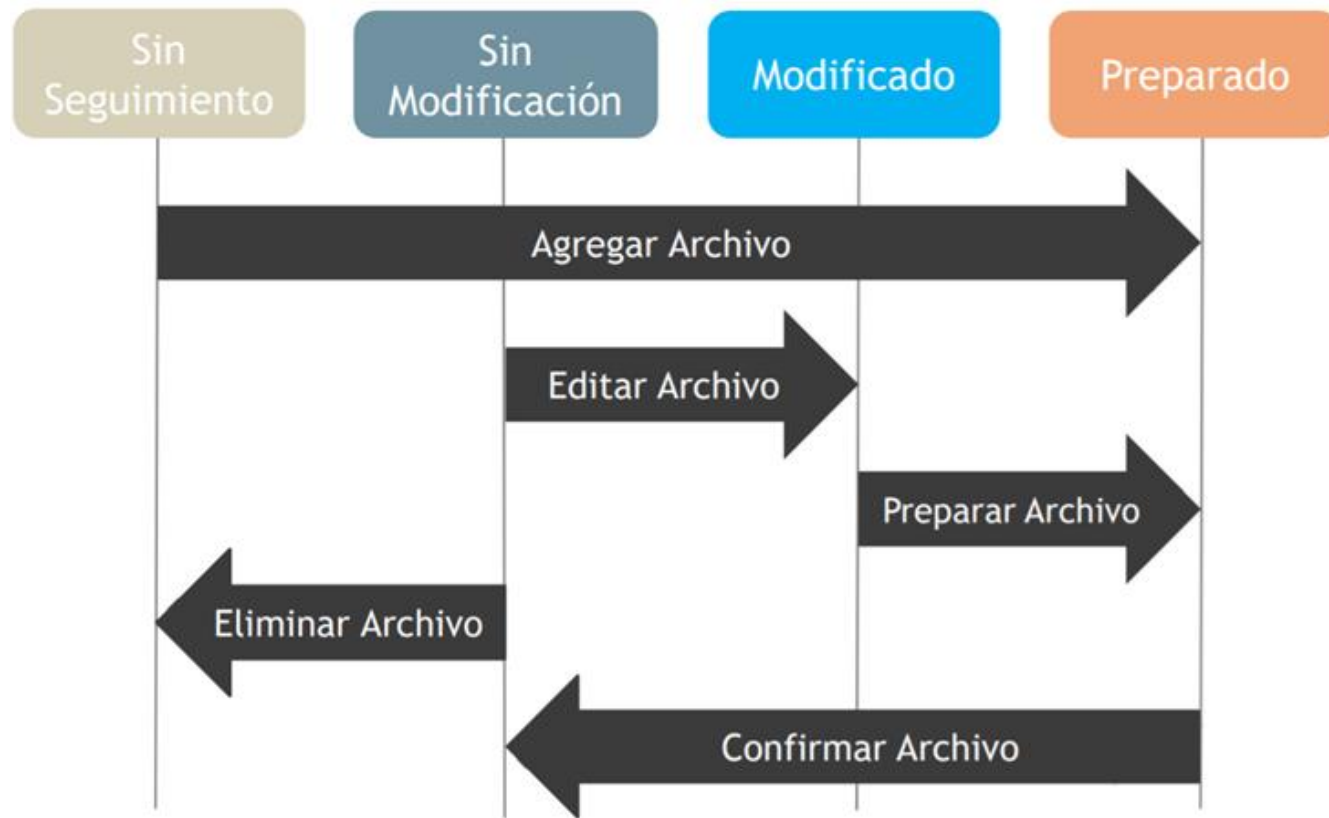 Sin
Seguimiento
Sin
Modificación
Modificado
Preparado
Agregar Archivo
Editar Archivo
Preparar Archivo
Eliminar Archivo
Confirmar Archivo